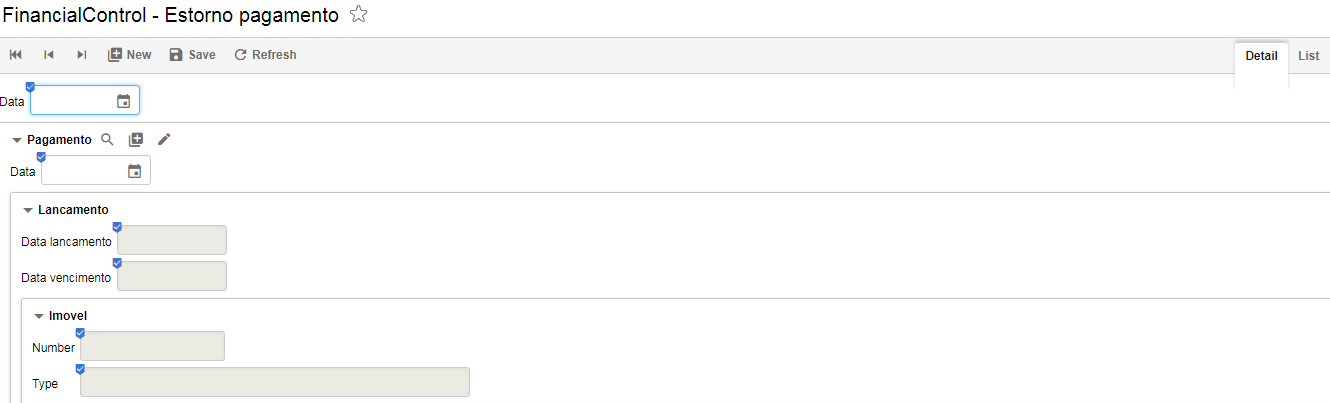 FinancialControl - Estorno pagamento
New Save Refresh Detail List
Data
Pagamento
Data
Lancamento
Data lancamento
Data vencimento
Imovel
Number
Type